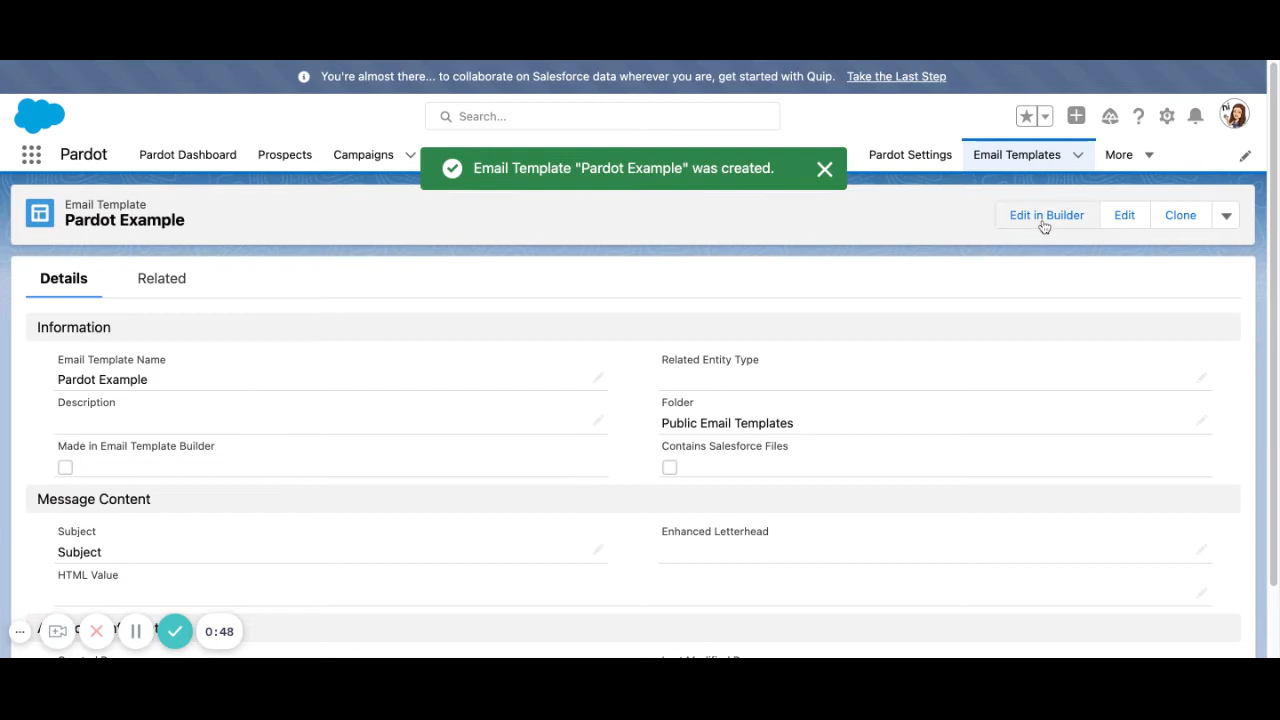 You're almost there... to collaborate on Salesforce data wherever you are, get started with Quip. Take the Last Step
Search...
Pardot
Pardot Dashboard
Prospects
Campaigns
Pardot Settings
Email Templates
More
Email Template "Pardot Example" was created.
Email Template
Pardot Example
Edit in Builder
Edit
Clone
Details
Related
Information
Email Template Name
Pardot Example
Related Entity Type
Description
Folder
Public Email Templates
Made in Email Template Builder
Contains Salesforce Files
Message Content
Subject
Subject
Enhanced Letterhead
HTML Value
0:48